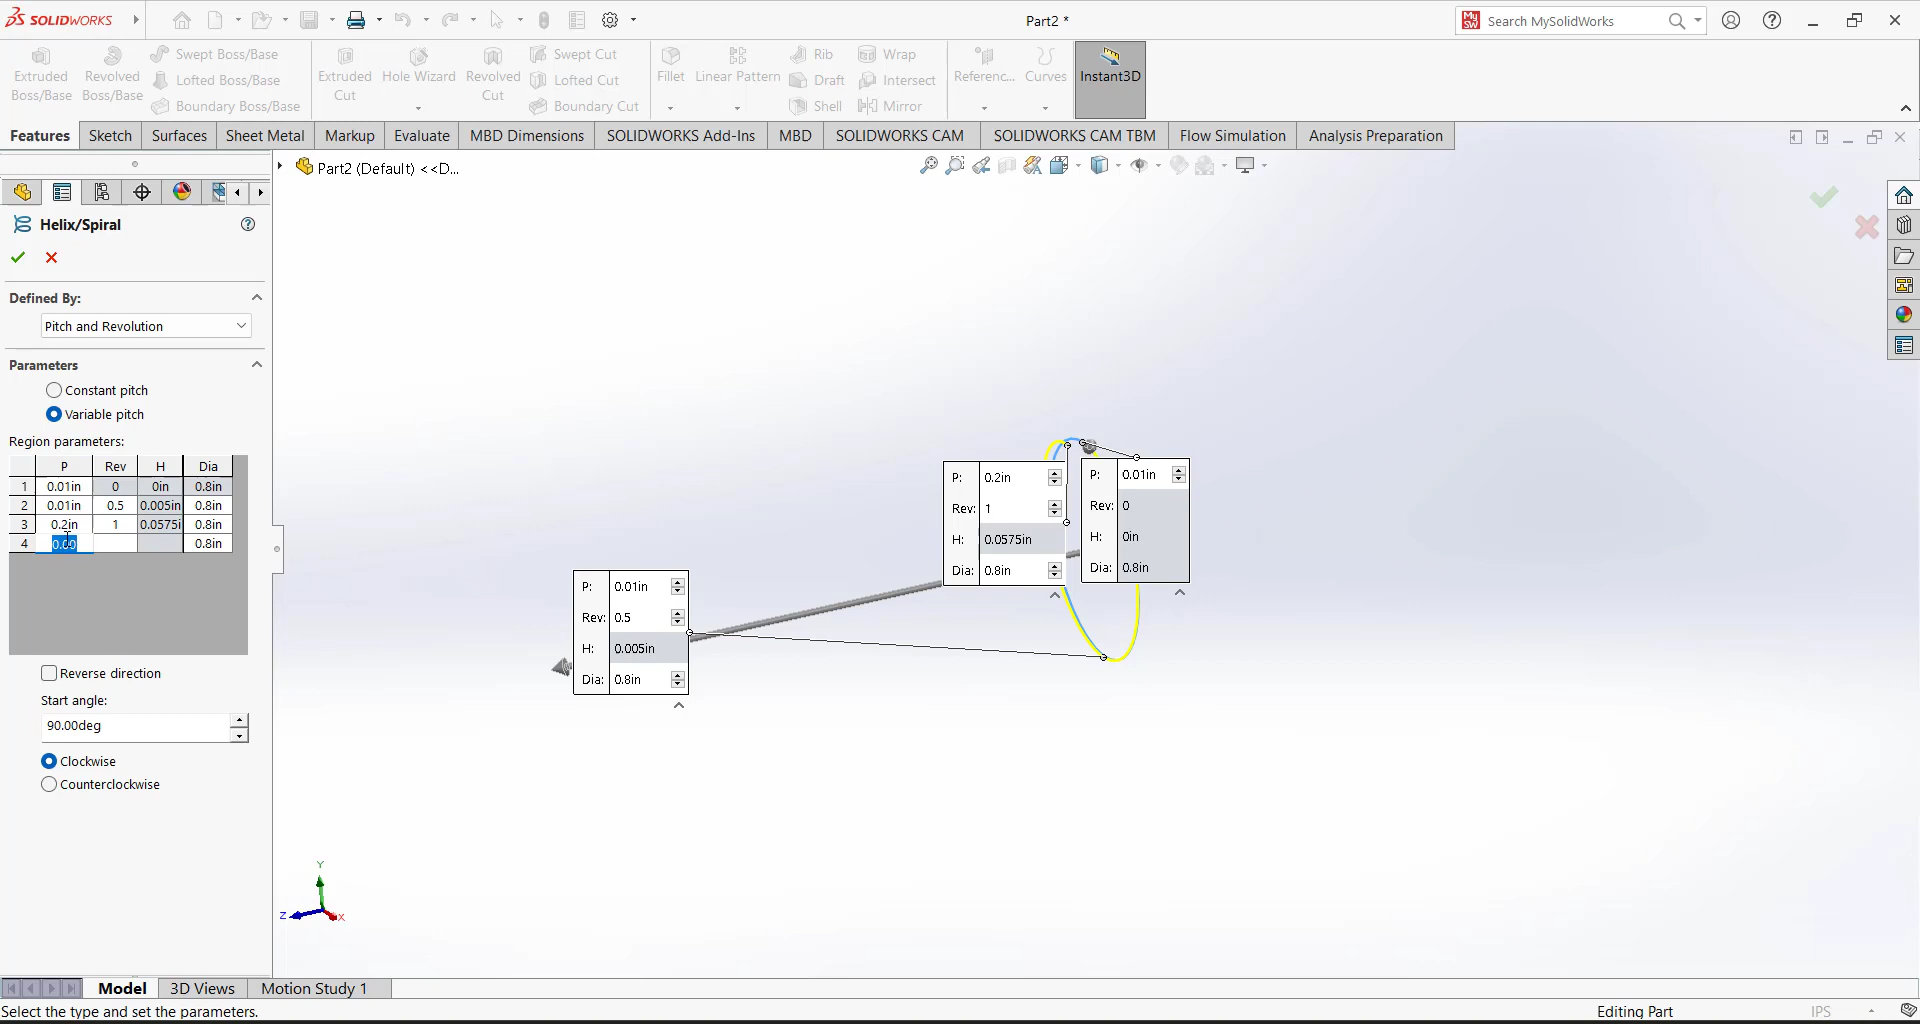 SOLIDWORKS
Part2 *
Search MySolidWorks
Extruded Boss/Base
Revolved Boss/Base
Swept Boss/Base
Lofted Boss/Base
Boundary Boss/Base
Extruded Cut
Hole Wizard
Revolved Cut
Swept Cut
Lofted Cut
Boundary Cut
Fillet
Linear Pattern
Rib
Draft
Shell
Wrap
Intersect
Mirror
Referenc...
Curves
Instant3D
Features Sketch Surfaces Sheet Metal Markup Evaluate MBD Dimensions SOLIDWORKS Add-Ins MBD SOLIDWORKS CAM SOLIDWORKS CAM TBM Flow Simulation Analysis Preparation
Part2 (Default) <<D...
Helix/Spiral
Defined By:
Pitch and Revolution
Parameters
Constant pitch
Variable pitch
Region parameters:
P Rev H Dia
1 0.01in 0 0in 0.8in
2 0.01in 0.5 0.005in 0.8in
3 0.2in 1 0.0575i 0.8in
4 0.00 0.8in
Reverse direction
Start angle:
90.00deg
Clockwise
Counterclockwise
P: 0.2in
Rev: 1
H: 0.0575in
Dia: 0.8in
P: 0.01in
Rev: 0
H: 0in
Dia: 0.8in
P: 0.01in
Rev: 0.5
H: 0.005in
Dia: 0.8in
Y
Z
X
Model 3D Views Motion Study 1
Select the type and set the parameters.
Editing Part
IPS